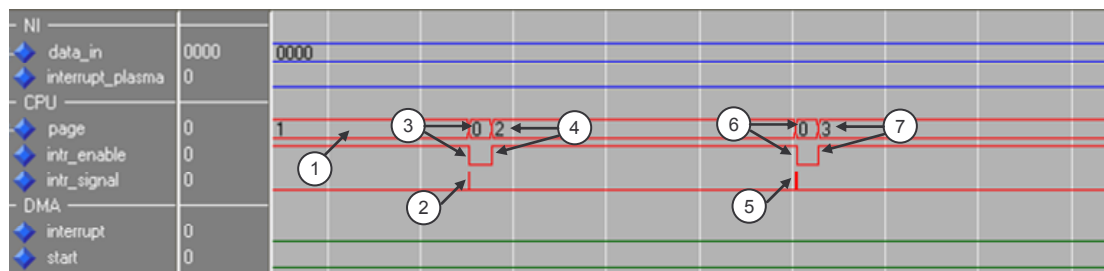 NI
data_in 0000 0000
interrupt_plasma 0
CPU
page 0 1 3 0 2 4 6 0 3 7
intr_enable 0 1
intr_signal 0 2 5
DMA
interrupt 0
start 0